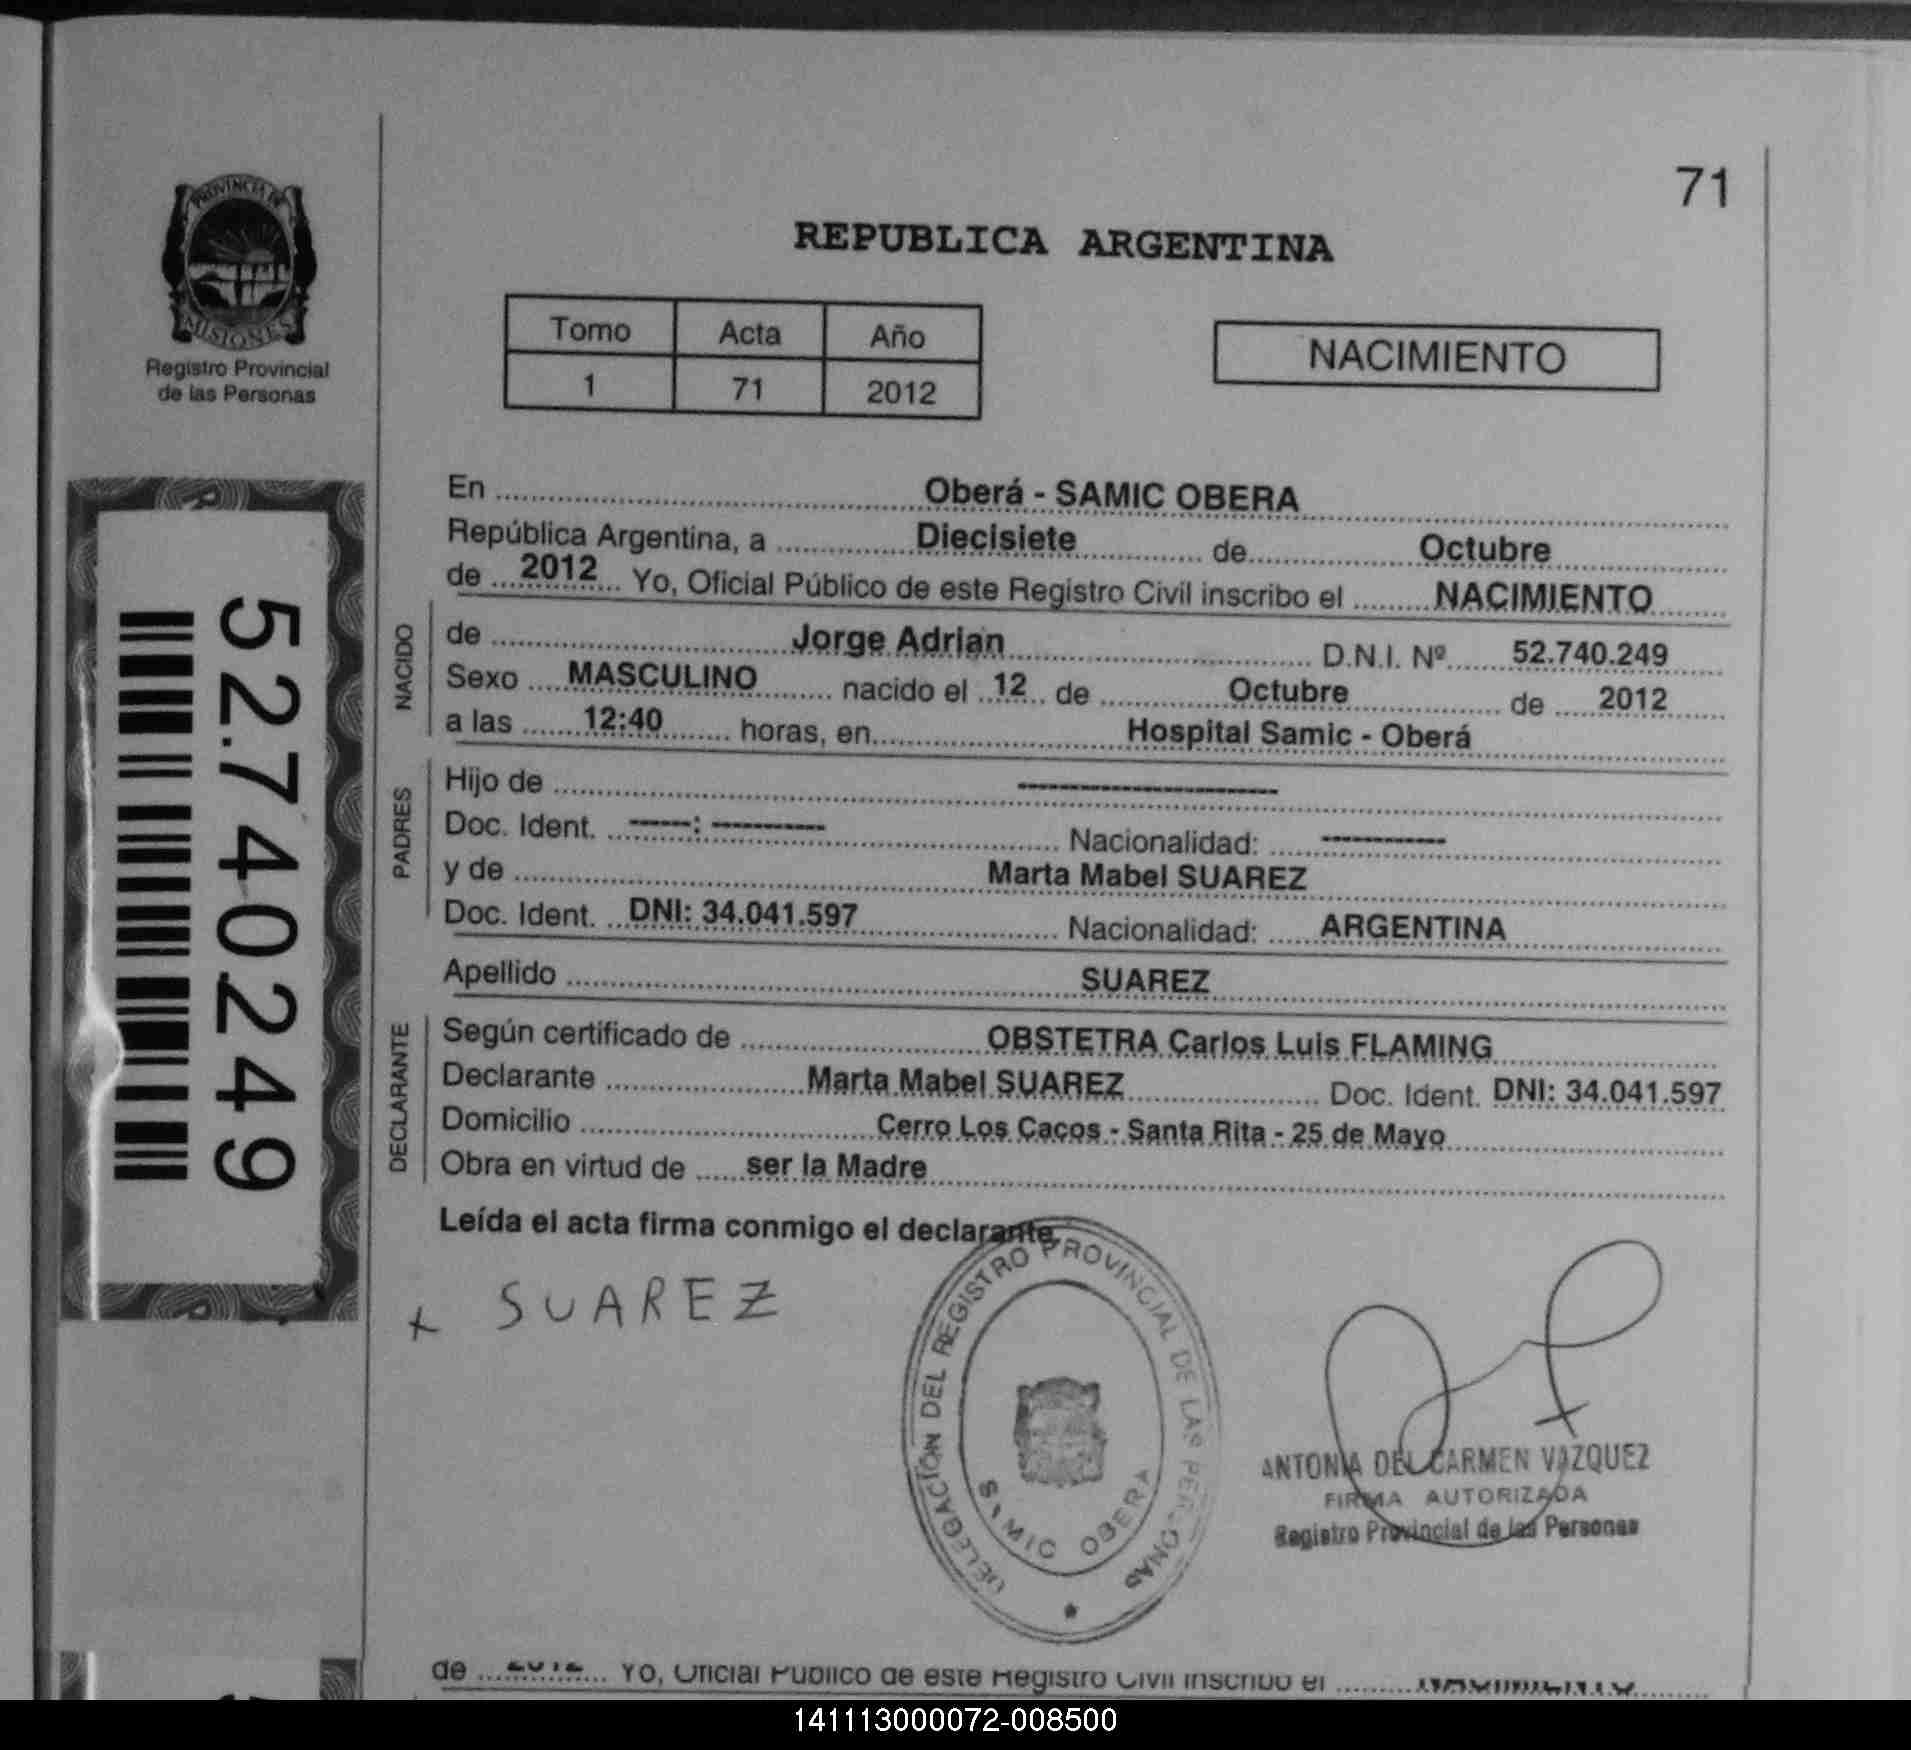 71
PROVINCIA DE
MISIONES
Registro Provincial
de las Personas
REPUBLICA ARGENTINA
Tomo Acta Año
1 71 2012
NACIMIENTO
52.740249
En Oberá - SAMIC OBERA
República Argentina, a Diecisiete de Octubre
de 2012 Yo, Oficial Público de este Registro Civil inscribo el NACIMIENTO
NACIDO
de Jorge Adrian D.N.I. Nº 52.740.249
Sexo MASCULINO nacido el 12 de Octubre de 2012
a las 12:40 horas, en Hospital Samic - Oberá
PADRES
Hijo de ----------------------
Doc. Ident. -----: ---------- Nacionalidad: -----------
y de Marta Mabel SUAREZ
Doc. Ident. DNI: 34.041.597 Nacionalidad: ARGENTINA
Apellido SUAREZ
DECLARANTE
Según certificado de OBSTETRA Carlos Luis FLAMING
Declarante Marta Mabel SUAREZ Doc. Ident. DNI: 34.041.597
Domicilio Cerro Los Cacos - Santa Rita - 25 de Mayo
Obra en virtud de ser la Madre
Leída el acta firma conmigo el declarante.
x SUAREZ
DELEGACION DEL REGISTRO PROVINCIAL DE LAS PERSONAS
SAMIC OBERA
ANTONIA DEL CARMEN VAZQUEZ
FIRMA AUTORIZADA
Registro Provincial de las Personas
de 2012 Yo, Oficial Público de este Registro Civil inscribo el NACIMIENTO
141113000072-008500